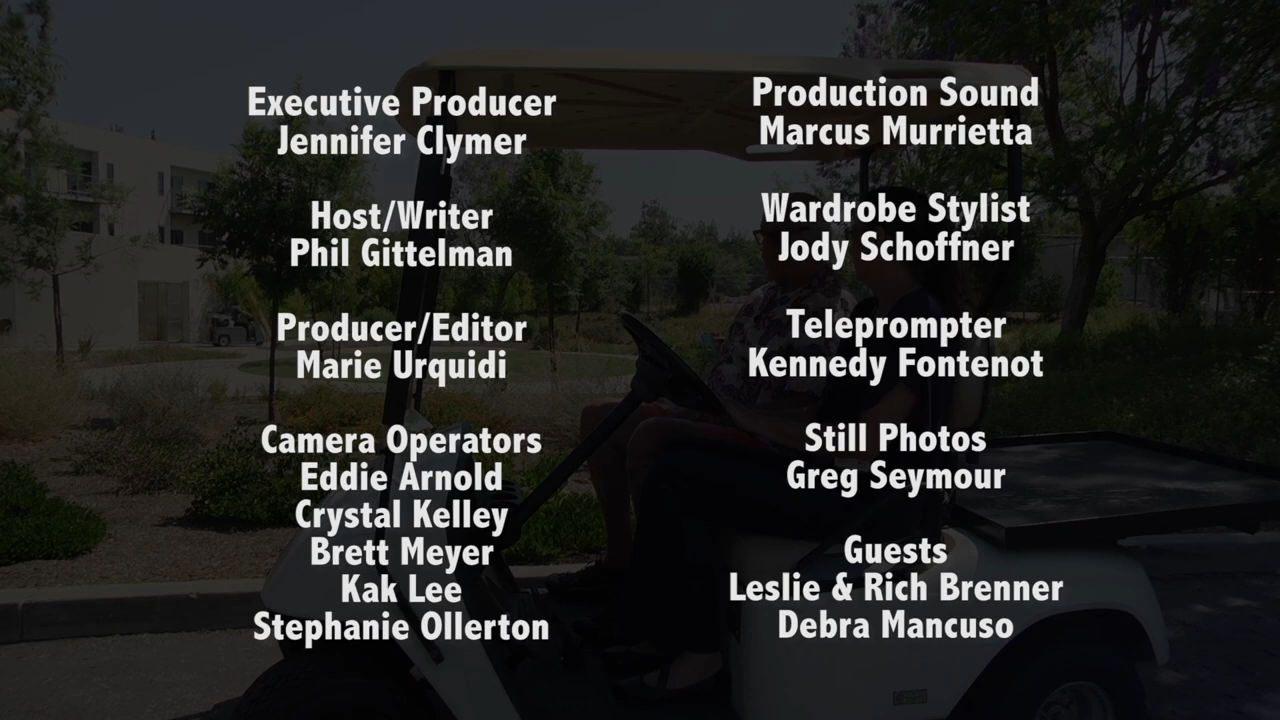 Executive Producer
Jennifer Clymer
Host/Writer
Phil Gittelman
Producer/Editor
Marie Urquidi
Camera Operators
Eddie Arnold
Crystal Kelley
Brett Meyer
Kak Lee
Stephanie Ollerton
Production Sound
Marcus Murrietta
Wardrobe Stylist
Jody Schoffner
Teleprompter
Kennedy Fontenot
Still Photos
Greg Seymour
Guests
Leslie & Rich Brenner
Debra Mancuso